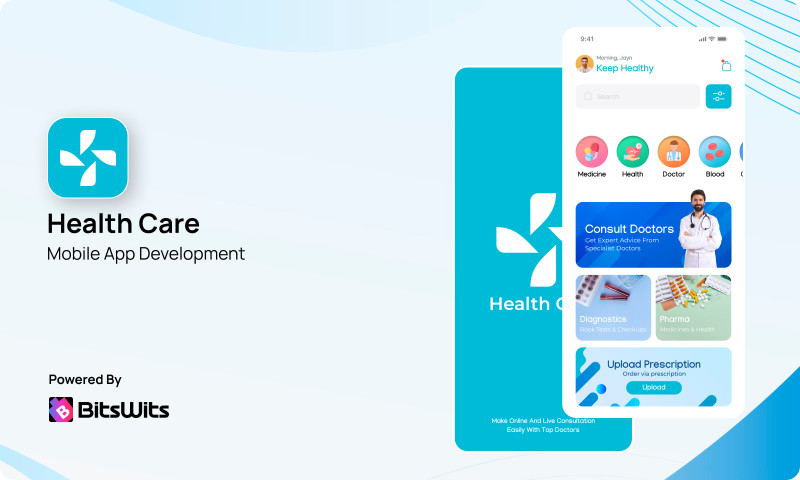 Health Care
Mobile App Development
Powered By
BitsWits
Health C
Make Online And Live Consultation
Easily With Top Doctors
9:41
Morning, Jayn
Keep Healthy
Search
Medicine
Health
Doctor
Blood
Consult Doctors
Get Expert Advice From
Specialist Doctors
Diagnostics
Book Tests & Checkups
Pharma
Medicines & Health
Upload Prescription
Order via prescription
Upload